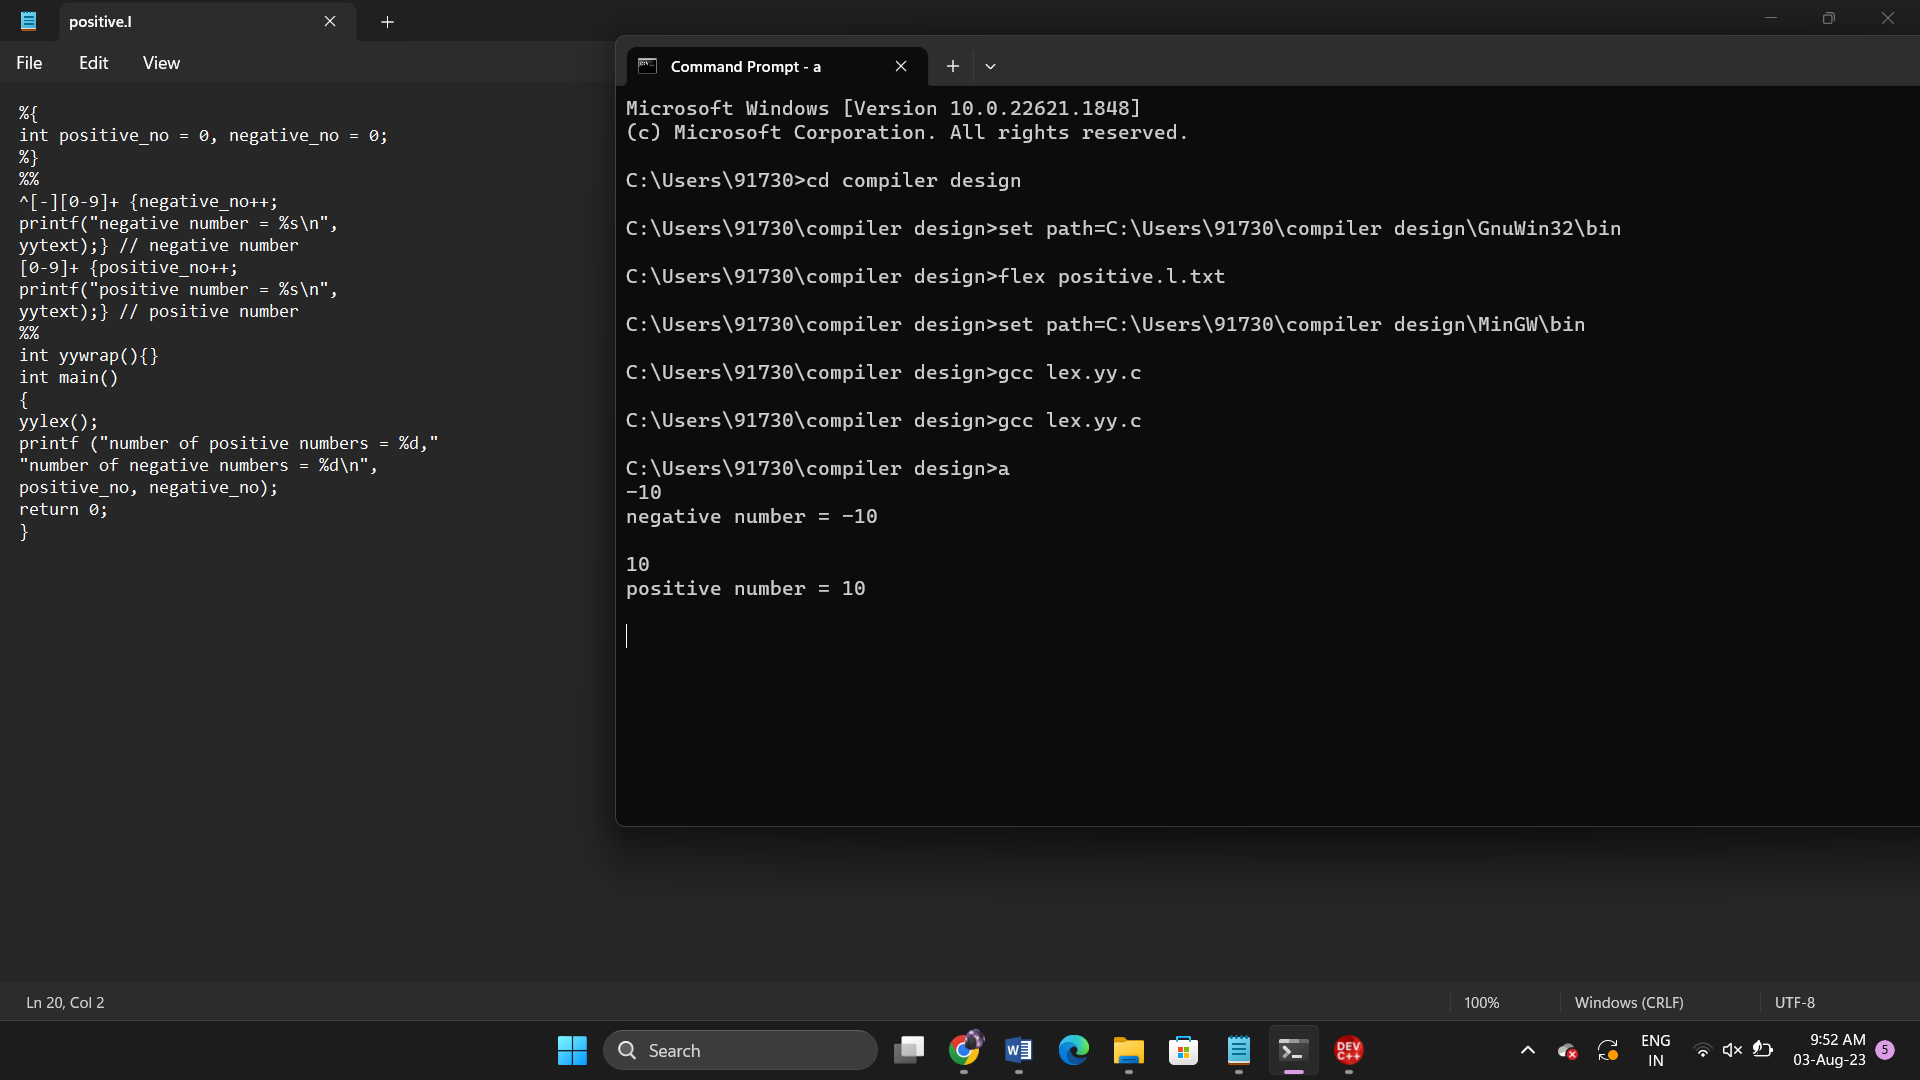 positive.l
File Edit View
%{
int positive_no = 0, negative_no = 0;
%}
%%
^[-][0-9]+ {negative_no++;
printf("negative number = %s\n",
yytext);} // negative number
[0-9]+ {positive_no++;
printf("positive number = %s\n",
yytext);} // positive number
%%
int yywrap(){}
int main()
{
yylex();
printf ("number of positive numbers = %d,"
"number of negative numbers = %d\n",
positive_no, negative_no);
return 0;
}
Command Prompt - a
Microsoft Windows [Version 10.0.22621.1848]
(c) Microsoft Corporation. All rights reserved.
C:\Users\91730>cd compiler design
C:\Users\91730\compiler design>set path=C:\Users\91730\compiler design\GnuWin32\bin
C:\Users\91730\compiler design>flex positive.l.txt
C:\Users\91730\compiler design>set path=C:\Users\91730\compiler design\MinGW\bin
C:\Users\91730\compiler design>gcc lex.yy.c
C:\Users\91730\compiler design>gcc lex.yy.c
C:\Users\91730\compiler design>a
-10
negative number = -10
10
positive number = 10
Ln 20, Col 2
100%
Windows (CRLF)
UTF-8
Search
DEV
C++
ENG
IN
9:52 AM
03-Aug-23
5